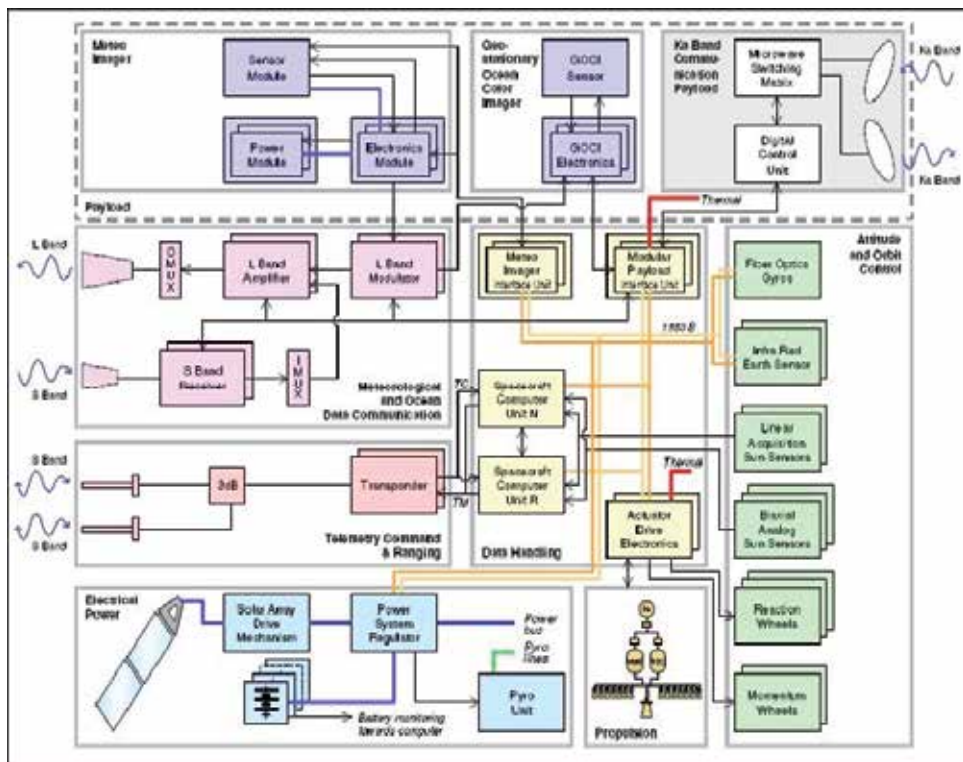 Meteo
Imager
Sensor
Module
Power
Module
Electronics
Module
Payload
Geo-
stationary
Ocean
Color
Imager
GOCI
Sensor
GOCI
Electronics
Ka Band
Commu-
nication
Payload
Microwave
Switching
Matrix
Digital
Control
Unit
Ka Band
Ka Band
Thermal
L Band
OMUX
L Band
Amplifier
L Band
Modulator
S Band
S Band
Receiver
IMUX
Meteorological
and Ocean
Data Communication
Meteo
Imager
Interface Unit
Modular
Payload
Interface Unit
1553 B
TC
Spacecraft
Computer
Unit N
Spacecraft
Computer
Unit R
TM
Thermal
Actuator
Drive
Electronics
Data Handling
Attitude
and Orbit
Control
Fiber Optics
Gyros
Infra Red
Earth Sensor
Linear
Acquisition
Sun Sensors
Biaxial
Analog
Sun Sensors
Reaction
Wheels
Momentum
Wheels
S Band
S Band
3dB
Transponder
Telemetry Command
& Ranging
Electrical
Power
Solar Array
Drive
Mechanism
Power
System
Regulator
Power
bus
Pyro
lines
Pyro
Unit
Battery monitoring
towards computer
Propulsion